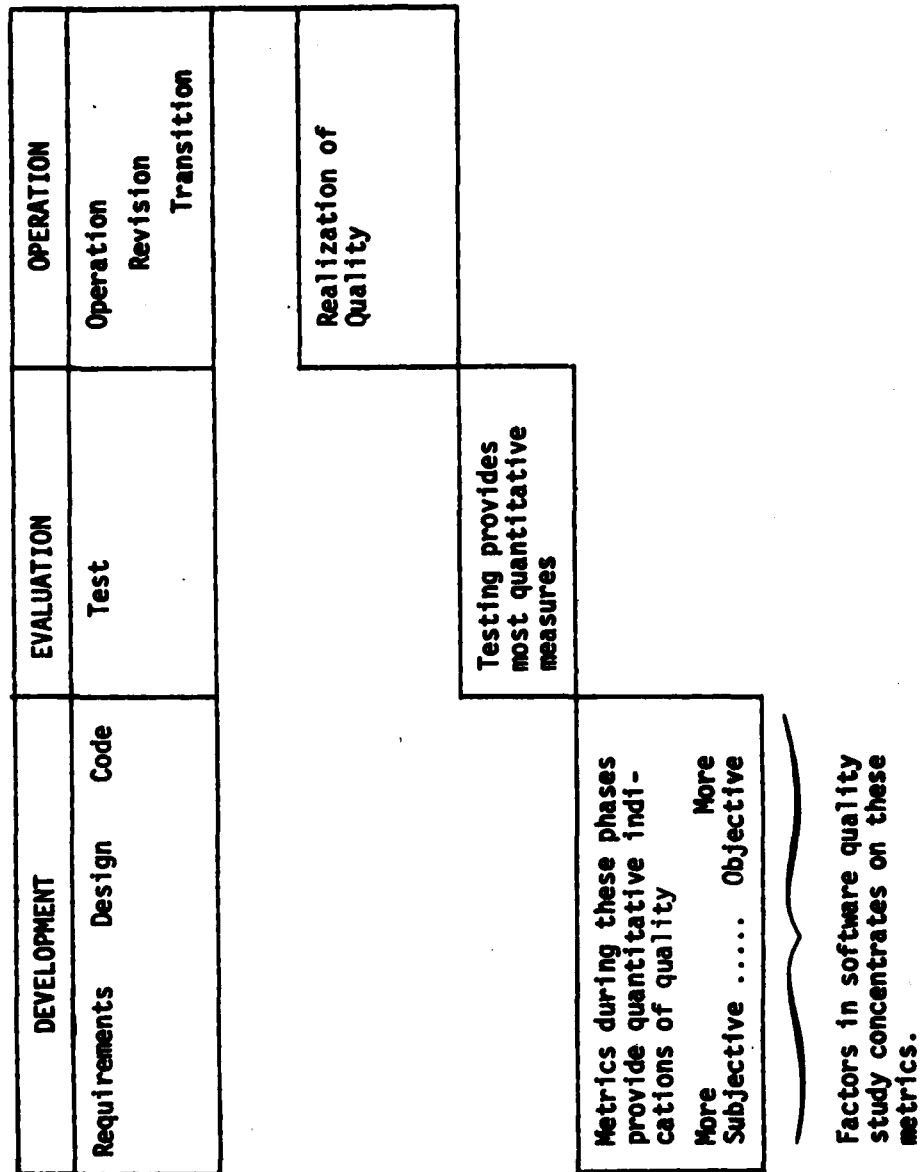 DEVELOPMENT EVALUATION OPERATION
Requirements Design Code Test Operation
Revision
Transition
Realization of
Quality
Testing provides
most quantitative
measures
Metrics during these phases
provide quantitative indi-
cations of quality
More More
Subjective ..... Objective
Factors in software quality
study concentrates on these
metrics.